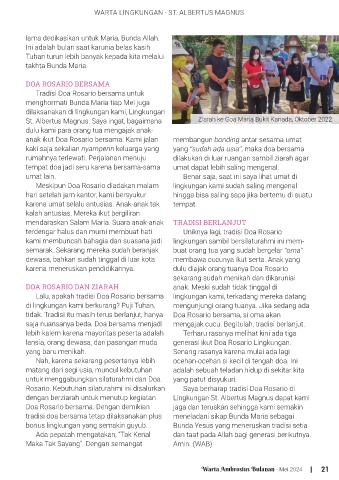 WARTA LINGKUNGAN - ST. ALBERTUS MAGNUS
lama dedikasikan untuk Maria, Bunda Allah.
Ini adalah bulan saat karunia belas kasih
Tuhan turun lebih banyak kepada kita melalui
takhta Bunda Maria.
DOA ROSARIO BERSAMA
Tradisi Doa Rosario bersama untuk
menghormati Bunda Maria tiap Mei juga
dilaksanakan di lingkungan kami, Lingkungan
St. Albertus Magnus. Saya ingat, bagaimana
dulu kami para orang tua mengajak anak-
anak ikut Doa Rosario bersama. Kami jalan
kaki saja sekalian nyamperin keluarga yang
rumahnya terlewati. Perjalanan menuju
tempat doa jadi seru karena bersama-sama
umat lain.
Meskipun Doa Rosario diadakan malam
hari setelah jam kantor, kami bersyukur
karena umat selalu antusias. Anak-anak tak
kalah antusias. Mereka ikut bergiliran
mendaraskan Salam Maria. Suara anak-anak
terdengar halus dan murni membuat hati
kami membuncah bahagia dan suasana jadi
semarak. Sekarang mereka sudah beranjak
dewasa, bahkan sudah tinggal di luar kota
karena meneruskan pendidikannya.
DOA ROSARIO DAN ZIARAH
Lalu, apakah tradisi Doa Rosario bersama
di lingkungan kami berkurang? Puji Tuhan,
tidak. Tradisi itu masih terus berlanjut, hanya
saja nuansanya beda. Doa bersama menjadi
lebih kalem karena mayoritas peserta adalah
lansia, orang dewasa, dan pasangan muda
yang baru menikah.
Nah, karena sekarang pesertanya lebih
matang dari segi usia, muncul kebutuhan
untuk menggabungkan silaturahmi dan Doa
Rosario. Kebutuhan silaturahmi ini disalurkan
dengan berziarah untuk menutup kegiatan
Doa Rosario bersama. Dengan demikian
tradisi doa bersama tetap dilaksanakan plus
bonus lingkungan yang semakin guyub.
Ada pepatah mengatakan, "Tak Kenal
Maka Tak Sayang". Dengan semangat
Ziarah ke Goa Maria Bukit Kanada, Oktober 2022
membangun bonding antar sesama umat
yang "sudah ada usia", maka doa bersama
dilakukan di luar ruangan sambil ziarah agar
umat dapat lebih saling mengenal.
Benar saja, saat ini saya lihat umat di
lingkungan kami sudah saling mengenal
hingga bisa saling sapa jika bertemu di suatu
tempat.
TRADISI BERLANJUT
Uniknya lagi, tradisi Doa Rosario
lingkungan sambil bersilaturahmi ini mem-
buat orang tua yang sudah bergelar "oma"
membawa cucunya ikut serta. Anak yang
dulu diajak orang tuanya Doa Rosario
sekarang sudah menikah dan dikaruniai
anak. Meski sudah tidak tinggal di
lingkungan kami, terkadang mereka datang
mengunjungi orang tuanya. Jika sedang ada
Doa Rosario bersama, si oma akan
mengajak cucu. Begitulah, tradisi berlanjut.
Terharu rasanya melihat kini ada tiga
generasi ikut Doa Rosario Lingkungan.
Senang rasanya karena mulai ada lagi
ocehan-ocehan si kecil di tengah doa. Ini
adalah sebuah teladan hidup di sekitar kita
yang patut disyukuri.
Saya berharap tradisi Doa Rosario di
Lingkungan St. Albertus Magnus dapat kami
jaga dan teruskan sehingga kami semakin
meneladani sikap Bunda Maria sebagai
Bunda Yesus yang meneruskan tradisi setia
dan taat pada Allah bagi generasi berikutnya.
Amin. (WAB)
Warta Ambrosius Bulanan - Mei 2024 | 21